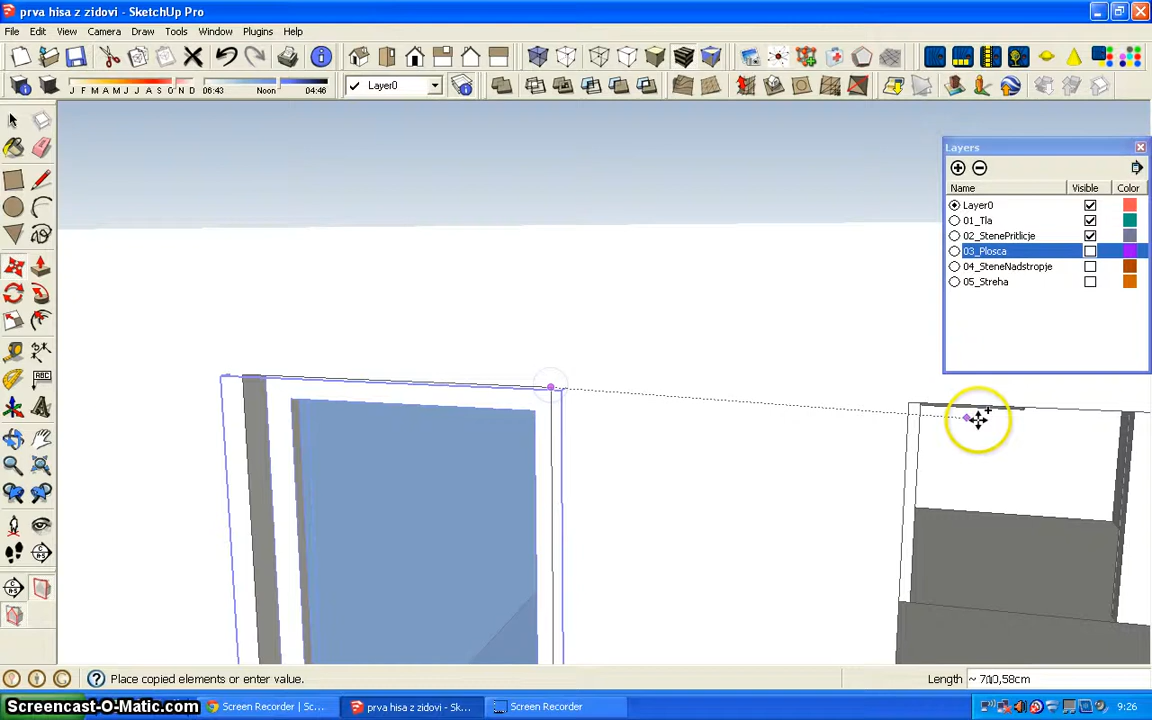 prva hisa z zidovi - SketchUp Pro
File Edit View Camera Draw Tools Window Plugins Help
J F M A M J J A S O N D 06:43 Noon 04:46 Layer0
Layers
Name Visible Color
Layer0
01_Tla
02_StenePritlicje
03_Plosca
04_SteneNadstropje
05_Streha
Place copied elements or enter value.
Length
Screencast-O-Matic.com
Screen Recorder | Sc...
prva hisa z zidovi - Sk...
Screen Recorder
9:26